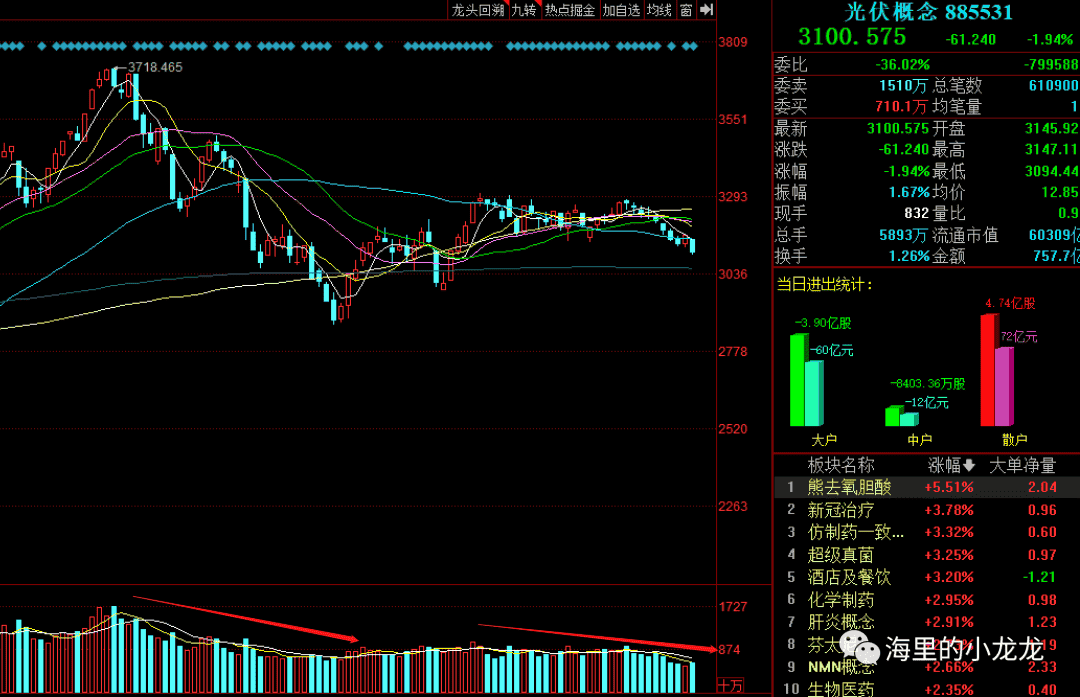 龙头回溯 九转 热点掘金 加自选 均线 窗
3809
3718.465
3551
3293
3036
2778
2520
2263
1727
874
十万
光伏概念 885531
3100.575 -61.240 -1.94%
委比 -36.02% -799588
委卖 1510万 总笔数 610900
委买 710.1万 均笔量 1
最新 3100.575 开盘 3145.92
涨跌 -61.240 最高 3147.11
涨幅 -1.94% 最低 3094.44
振幅 1.67% 均价 12.85
现手 832 量比 0.9
总手 5893万 流通市值 60309亿
换手 1.26% 金额 757.7亿
当日进出统计：
4.74亿股
-3.90亿股
72亿元
-60亿元
-8403.36万股
-12亿元
大户 中户 散户
板块名称 涨幅 大单净量
1 熊去氧胆酸 +5.51% 2.04
2 新冠治疗 +3.78% 0.96
3 仿制药一致... +3.32% 0.60
4 超级真菌 +3.25% 0.97
5 酒店及餐饮 +3.20% -1.21
6 化学制药 +2.95% 0.98
7 肝炎概念 +2.91% 1.23
8 芬太
海里的小龙龙
9 NMN概念 +2.66% 2.33
10 生物医药 +2.35% 0.40